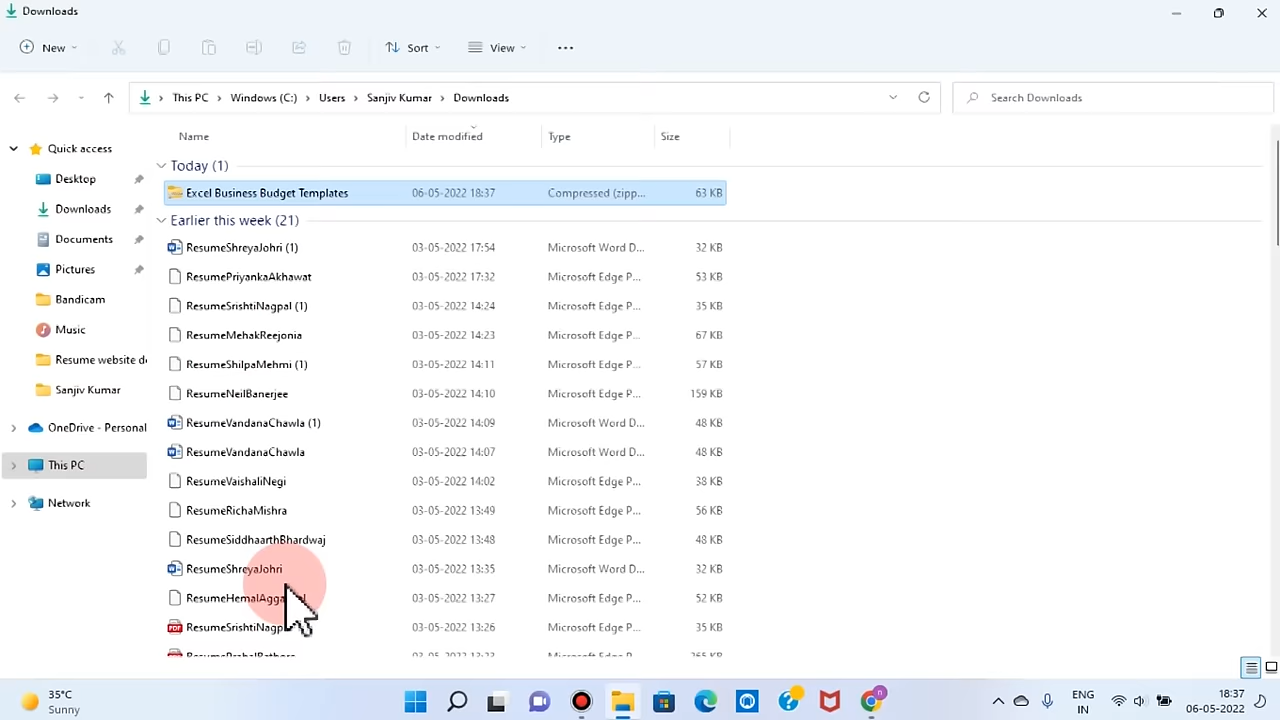 Downloads
New
Sort
View
This PC > Windows (C:) > Users > Sanjiv Kumar > Downloads
Search Downloads
Name Date modified Type Size
Quick access
Desktop
Downloads
Documents
Pictures
Bandicam
Music
Resume website de
Sanjiv Kumar
OneDrive - Personal
This PC
Network
Today (1)
Excel Business Budget Templates 06-05-2022 18:37 Compressed (zipp... 63 KB
Earlier this week (21)
ResumeShreyaJohri (1) 03-05-2022 17:54 Microsoft Word D... 32 KB
ResumePriyankaAkhawat 03-05-2022 17:32 Microsoft Edge P... 53 KB
ResumeSrishtiNagpal (1) 03-05-2022 14:24 Microsoft Edge P... 35 KB
ResumeMehakReejonia 03-05-2022 14:23 Microsoft Edge P... 67 KB
ResumeShilpaMehmi (1) 03-05-2022 14:11 Microsoft Edge P... 57 KB
ResumeNeilBanerjee 03-05-2022 14:10 Microsoft Edge P... 159 KB
ResumeVandanaChawla (1) 03-05-2022 14:09 Microsoft Word D... 48 KB
ResumeVandanaChawla 03-05-2022 14:07 Microsoft Word D... 48 KB
ResumeVaishaliNegi 03-05-2022 14:02 Microsoft Edge P... 38 KB
ResumeRichaMishra 03-05-2022 13:49 Microsoft Edge P... 56 KB
ResumeSiddhaarthBhardwaj 03-05-2022 13:48 Microsoft Edge P... 48 KB
ResumeShreyaJohri 03-05-2022 13:35 Microsoft Word D... 32 KB
03-05-2022 13:27 Microsoft Edge P... 52 KB
03-05-2022 13:26 Microsoft Edge P... 35 KB
35°C
Sunny
ENG
IN
18:37
06-05-2022